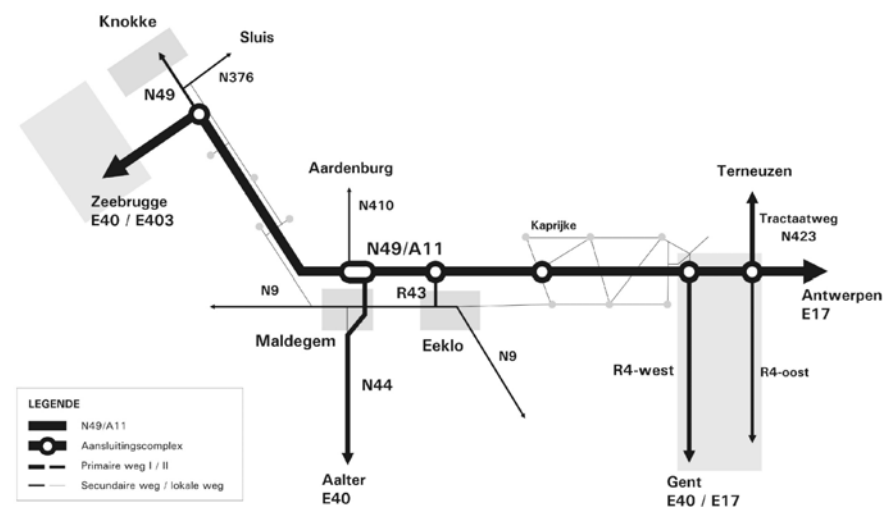 Knokke
Sluis
N376
N49
Zeebrugge
E40 / E403
Aardenburg
N410
N49/A11
Kaprijke
Terneuzen
Tractaatweg
N423
N9
R43
Antwerpen
E17
Maldegem
Eeklo
N9
N44
R4-west
R4-oost
Aalter
E40
Gent
E40 / E17
LEGENDE
N49/A11
Aansluitingscomplex
Primaire weg I / II
Secundaire weg / lokale weg